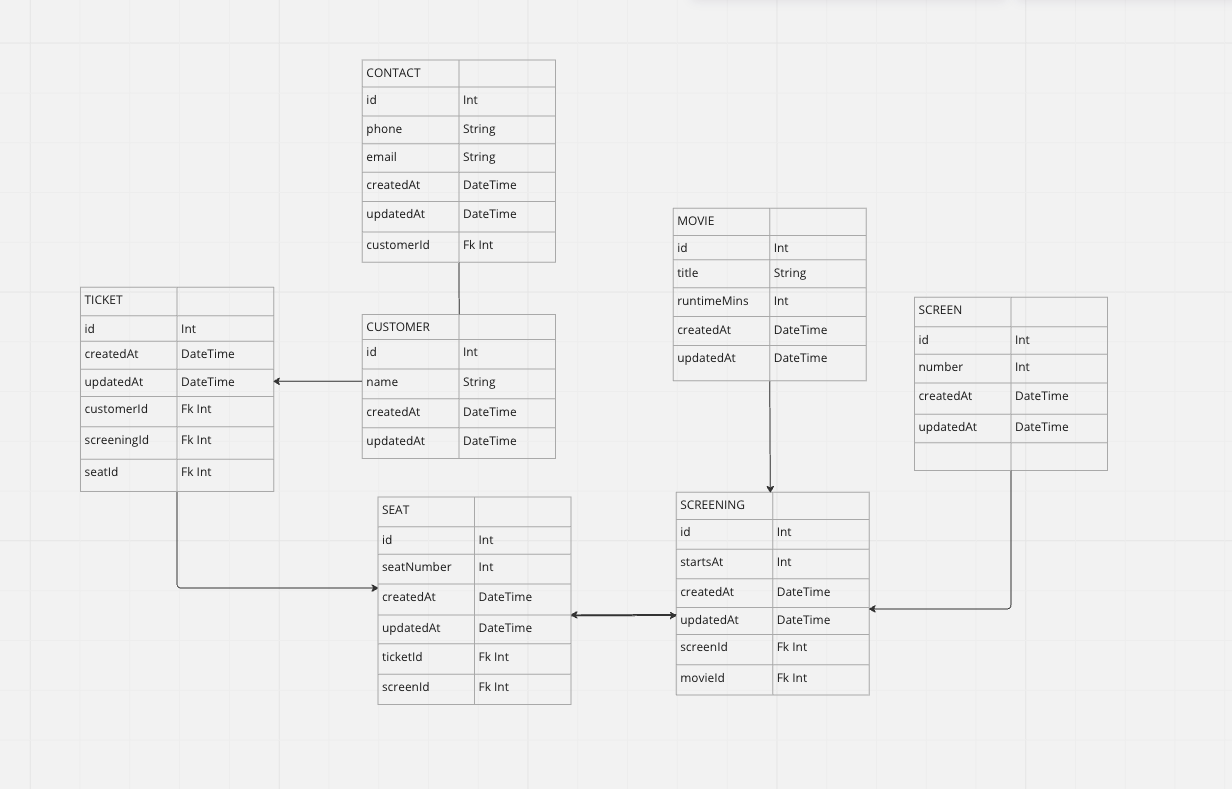 CONTACT
id Int
phone String
email String
createdAt DateTime
updatedAt DateTime
customerId Fk Int
TICKET
id Int
createdAt DateTime
updatedAt DateTime
customerId Fk Int
screeningId Fk Int
seatId Fk Int
CUSTOMER
id Int
name String
createdAt DateTime
updatedAt DateTime
MOVIE
id Int
title String
runtimeMins Int
createdAt DateTime
updatedAt DateTime
SCREEN
id Int
number Int
createdAt DateTime
updatedAt DateTime
SEAT
id Int
seatNumber Int
createdAt DateTime
updatedAt DateTime
ticketId Fk Int
screenId Fk Int
SCREENING
id Int
startsAt Int
createdAt DateTime
updatedAt DateTime
screenId Fk Int
movieId Fk Int